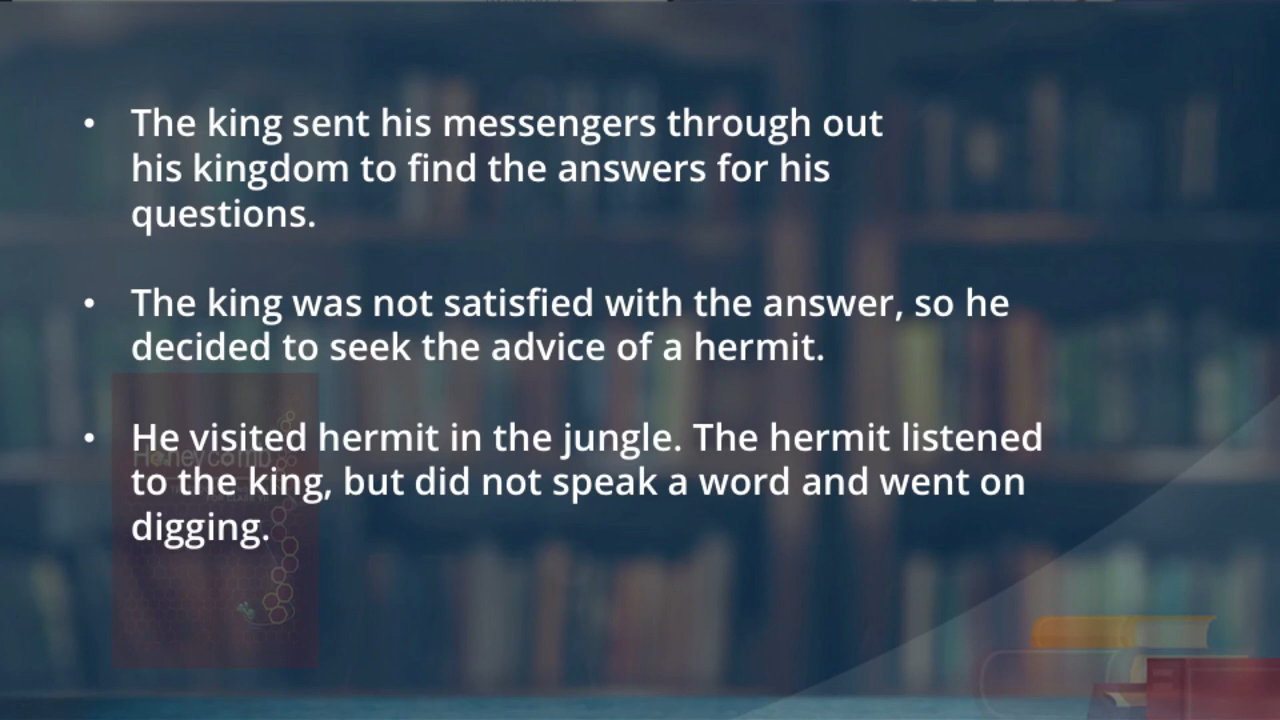 • The king sent his messengers through out
his kingdom to find the answers for his
questions.
• The king was not satisfied with the answer, so he
decided to seek the advice of a hermit.
• He visited hermit in the jungle. The hermit listened
to the king, but did not speak a word and went on
digging.
Honeycomb